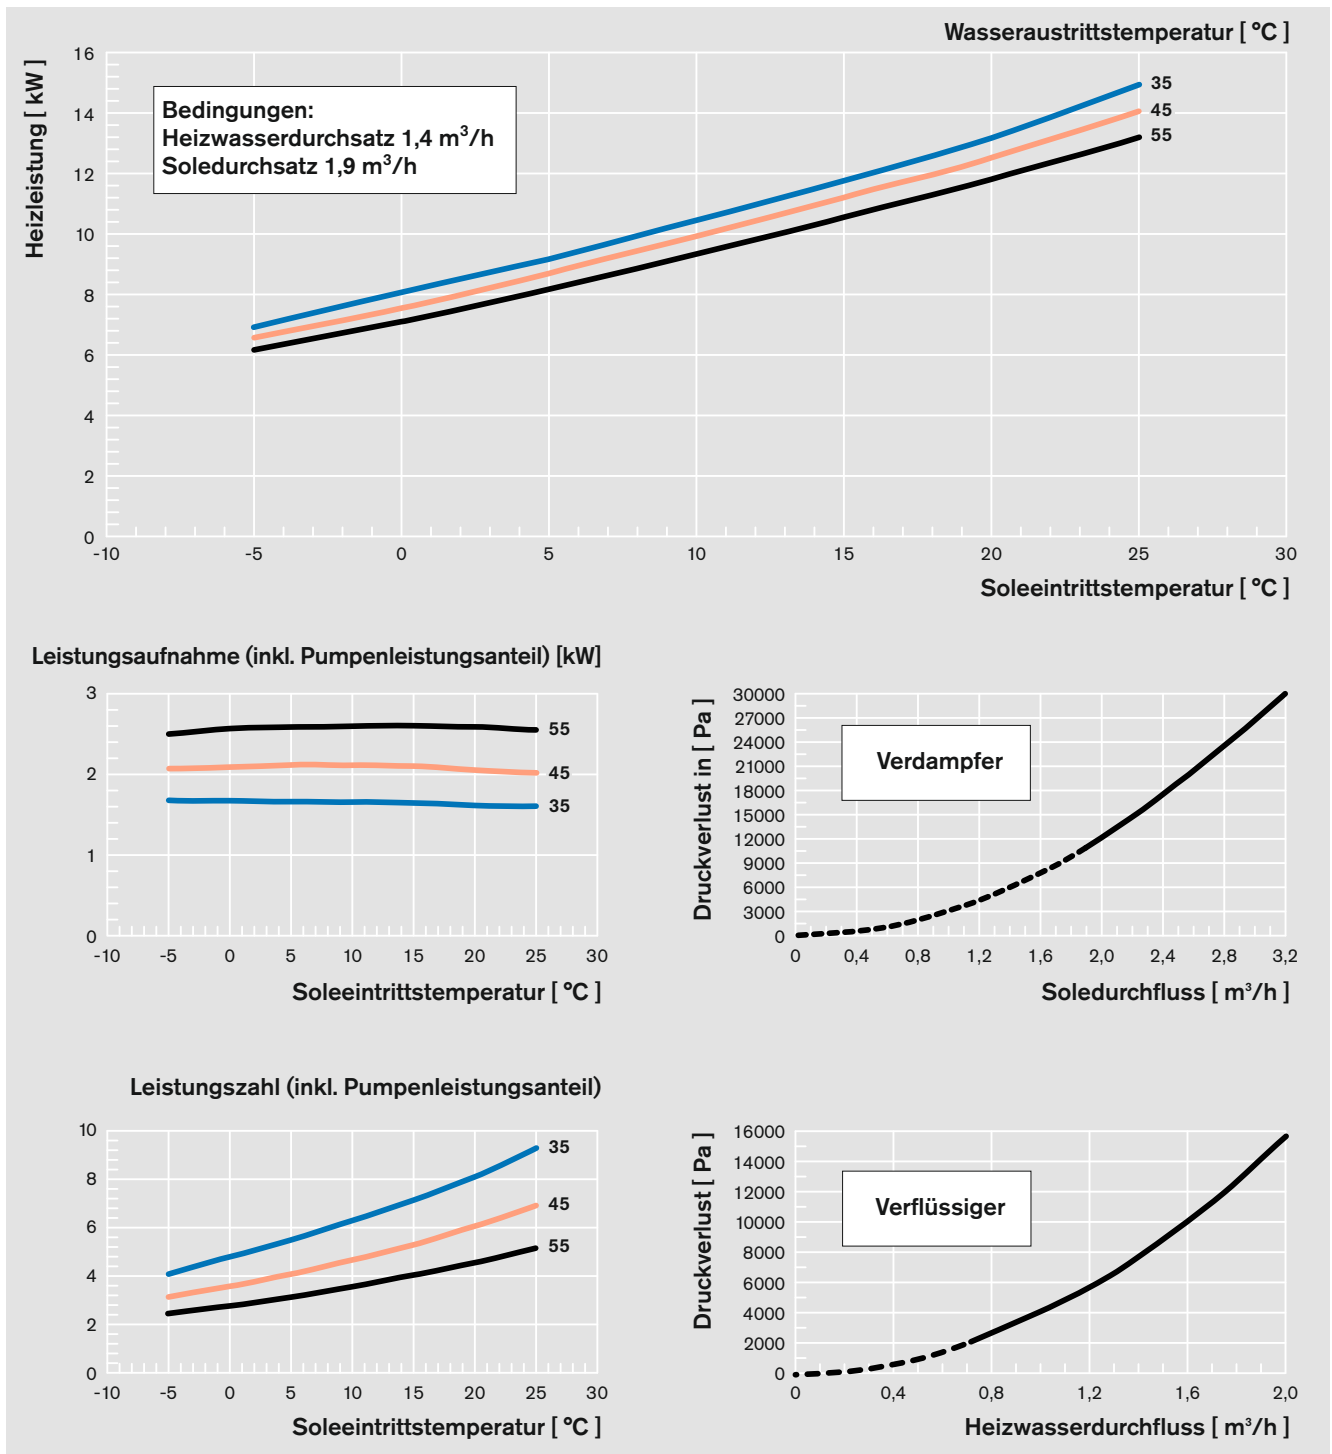 Wasseraustrittstemperatur [ °C ]
Heizleistung [ kW ]
16
14
12
10
8
6
4
2
0
Bedingungen:
Heizwasserdurchsatz 1,4 m³/h
Soledurchsatz 1,9 m³/h
35
45
55
-10 -5 0 5 10 15 20 25 30
Soleeintrittstemperatur [ °C ]
Leistungsaufnahme (inkl. Pumpenleistungsanteil) [kW]
3
2
1
0
55
45
35
-10 -5 0 5 10 15 20 25 30
Soleeintrittstemperatur [ °C ]
Druckverlust in [ Pa ]
30000
27000
24000
21000
18000
15000
12000
9000
6000
3000
0
Verdampfer
0 0,4 0,8 1,2 1,6 2,0 2,4 2,8 3,2
Soledurchfluss [ m³/h ]
Leistungszahl (inkl. Pumpenleistungsanteil)
10
8
6
4
2
0
35
45
55
-10 -5 0 5 10 15 20 25 30
Soleeintrittstemperatur [ °C ]
Druckverlust [ Pa ]
16000
14000
12000
10000
8000
6000
4000
2000
0
Verflüssiger
0 0,4 0,8 1,2 1,6 2,0
Heizwasserdurchfluss [ m³/h ]